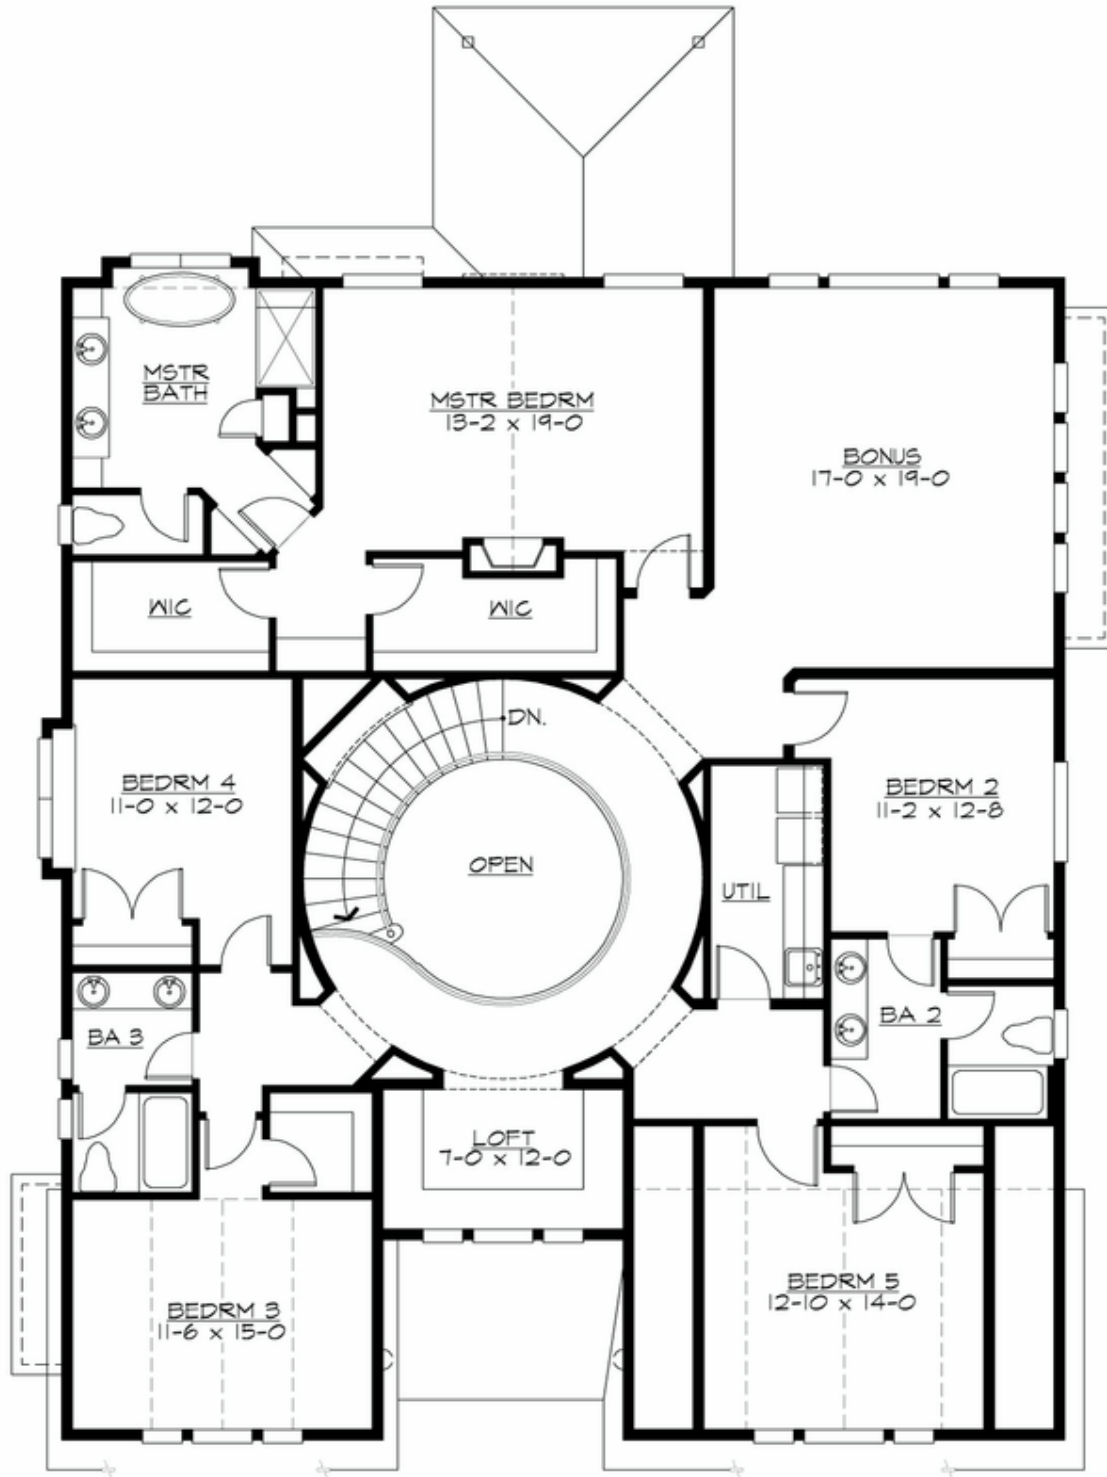 MSTR
BATH
MSTR BEDRM
13-2 x 19-0
BONUS
17-0 x 19-0
WIC
WIC
DN.
BEDRM 4
11-0 x 12-0
BEDRM 2
11-2 x 12-8
OPEN
UTIL
BA 3
BA 2
LOFT
7-0 x 12-0
BEDRM 3
11-6 x 15-0
BEDRM 5
12-10 x 14-0